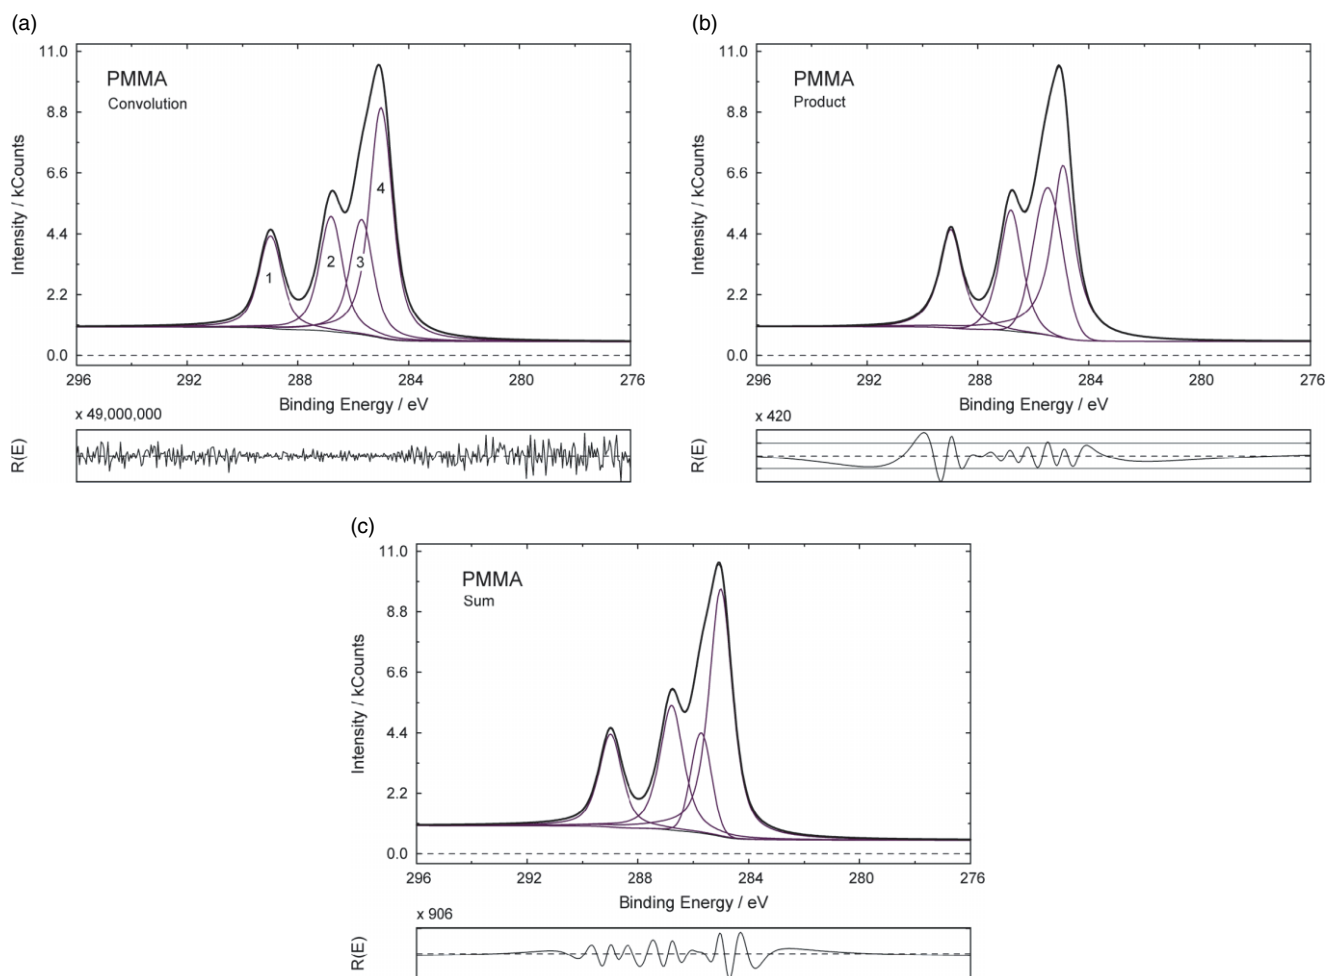 (a)
PMMA
Convolution
Intensity / kCounts
11.0
8.8
6.6
4.4
2.2
0.0
1
2
3
4
296
292
288
284
280
276
Binding Energy / eV
x 49,000,000
R(E)
(b)
PMMA
Product
Intensity / kCounts
11.0
8.8
6.6
4.4
2.2
0.0
296
292
288
284
280
276
Binding Energy / eV
x 420
R(E)
(c)
PMMA
Sum
Intensity / kCounts
11.0
8.8
6.6
4.4
2.2
0.0
296
292
288
284
280
276
Binding Energy / eV
x 906
R(E)